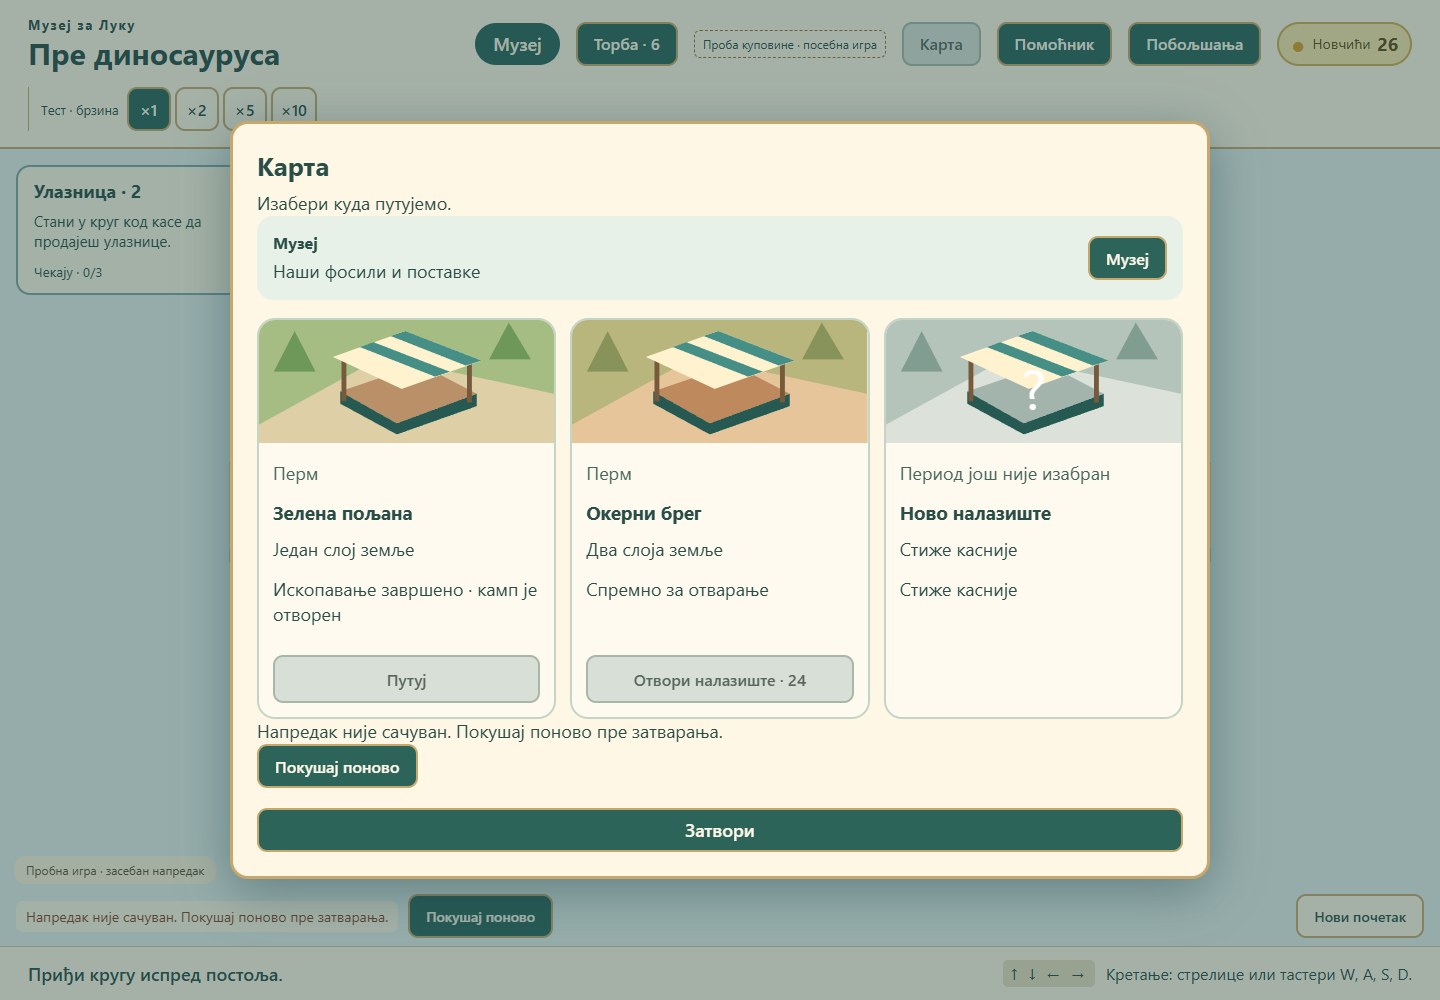 Музеј за Луку
Пре диносауруса
Музеј
Торба · 6
Проба куповине · посебна игра
Карта
Помоћник
Побољшања
Новчићи 26
Тест · брзина
×1
×2
×5
×10
Улазница · 2
Стани у круг код касе да
продајеш улазнице.
Чекају · 0/3
Карта
Изабери куда путујемо.
Музеј
Наши фосили и поставке
Музеј
Перм
Зелена пољана
Један слој земље
Ископавање завршено · камп је
отворен
Путуј
Перм
Окерни брег
Два слоја земље
Спремно за отварање
Отвори налазиште · 24
?
Период још није изабран
Ново налазиште
Стиже касније
Стиже касније
Напредак није сачуван. Покушај поново пре затварања.
Покушај поново
Затвори
Пробна игра · засебан напредак
Напредак није сачуван. Покушај поново пре затварања.
Покушај поново
Нови почетак
Приђи кругу испред постоља.
↑ ↓ ← → Кретање: стрелице или тастери W, A, S, D.